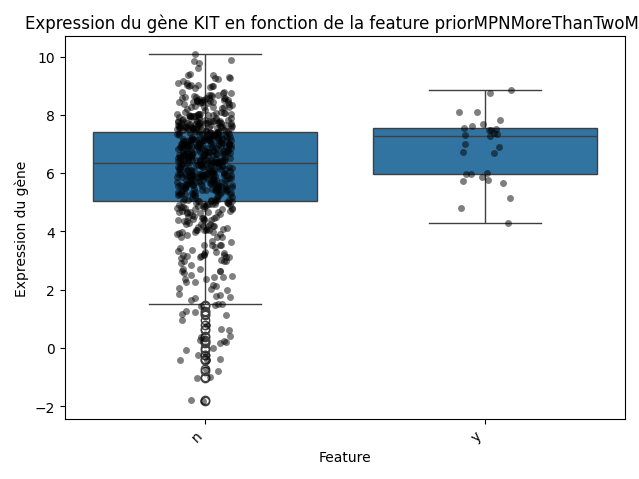 Expression du gène KIT en fonction de la feature priorMPNMoreThanTwoM
Expression du gène
10
8
6
4
2
0
−2
n
y
Feature